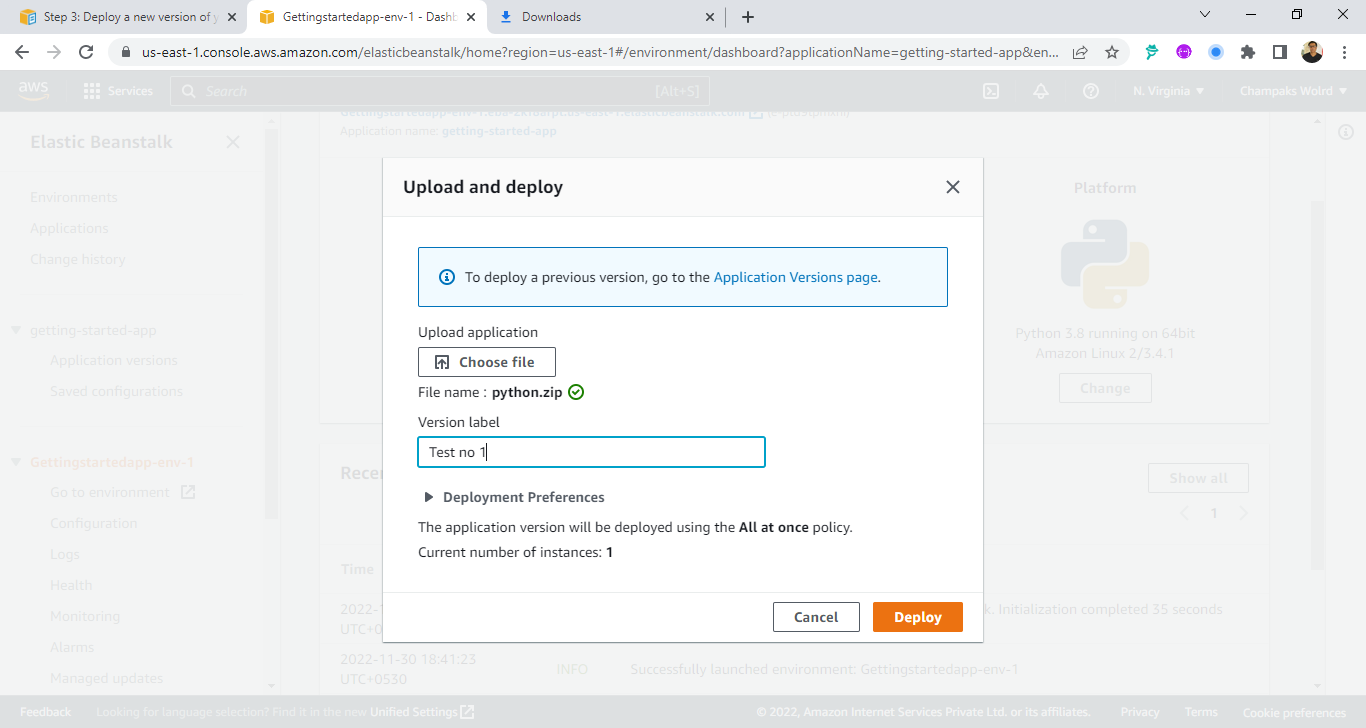 Step 3: Deploy a new version of y
Gettingstartedapp-env-1 - Dashb
Downloads
us-east-1.console.aws.amazon.com/elasticbeanstalk/home?region=us-east-1#/environment/dashboard?applicationName=getting-started-app&en...
aws
Services
Search
[Alt+S]
N. Virginia
Champaks Wolrd
Elastic Beanstalk
Environments
Applications
Change history
getting-started-app
Application versions
Saved configurations
Gettingstartedapp-env-1
Go to environment
Configuration
Logs
Health
Monitoring
Alarms
Managed updates
Application name: getting-started-app
Upload and deploy
To deploy a previous version, go to the Application Versions page.
Upload application
Choose file
File name : python.zip
Version label
Test no 1
Deployment Preferences
The application version will be deployed using the All at once policy.
Current number of instances: 1
Cancel
Deploy
Platform
Python 3.8 running on 64bit
Amazon Linux 2/3.4.1
Change
Recen
Show all
1
Time
2022-1
UTC+0
k. Initialization completed 35 seconds
2022-11-30 18:41:23
UTC+0530
INFO
Successfully launched environment: Gettingstartedapp-env-1
Feedback
Looking for language selection? Find it in the new Unified Settings
© 2022, Amazon Internet Services Private Ltd. or its affiliates.
Privacy
Terms
Cookie preferences